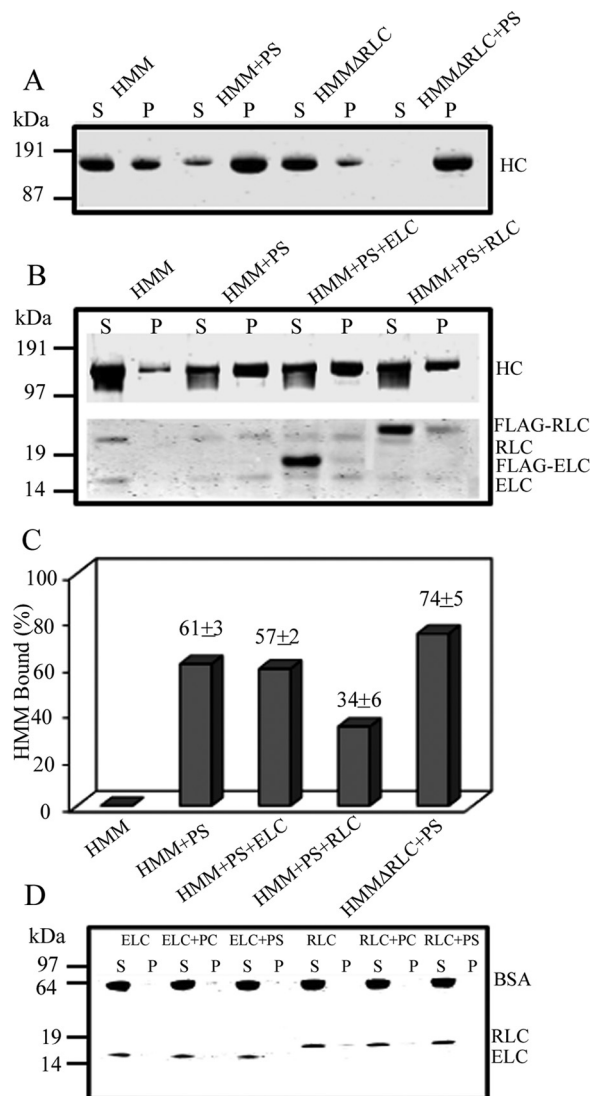 A
HMM HMM+PS HMMΔRLC HMMΔRLC+PS
S P S P S P S P
kDa
191
87
HC
B
HMM HMM+PS HMM+PS+ELC HMM+PS+RLC
S P S P S P S P
kDa
191
97
HC
19
14
FLAG-RLC
RLC
FLAG-ELC
ELC
C
HMM Bound (%)
100
80
60
40
20
0
61±3
57±2
34±6
74±5
HMM HMM+PS HMM+PS+ELC HMM+PS+RLC HMMΔRLC+PS
D
kDa
ELC ELC+PC ELC+PS RLC RLC+PC RLC+PS
S P S P S P S P S P S P
97
64
BSA
19
14
RLC
ELC